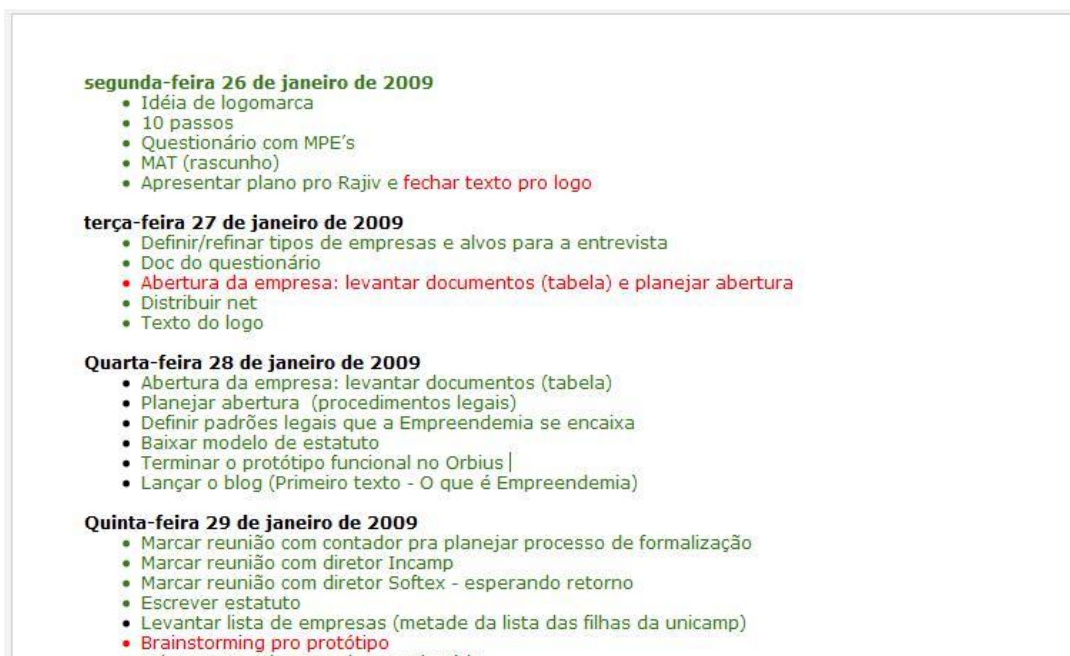 segunda-feira 26 de janeiro de 2009
• Idéia de logomarca
• 10 passos
• Questionário com MPE's
• MAT (rascunho)
• Apresentar plano pro Rajiv e fechar texto pro logo
terça-feira 27 de janeiro de 2009
• Definir/refinar tipos de empresas e alvos para a entrevista
• Doc do questionário
• Abertura da empresa: levantar documentos (tabela) e planejar abertura
• Distribuir net
• Texto do logo
Quarta-feira 28 de janeiro de 2009
• Abertura da empresa: levantar documentos (tabela)
• Planejar abertura (procedimentos legais)
• Definir padrões legais que a Empreendemia se encaixa
• Baixar modelo de estatuto
• Terminar o protótipo funcional no Orbius
• Lançar o blog (Primeiro texto - O que é Empreendemia)
Quinta-feira 29 de janeiro de 2009
• Marcar reunião com contador pra planejar processo de formalização
• Marcar reunião com diretor Incamp
• Marcar reunião com diretor Softex - esperando retorno
• Escrever estatuto
• Levantar lista de empresas (metade da lista das filhas da unicamp)
• Brainstorming pro protótipo